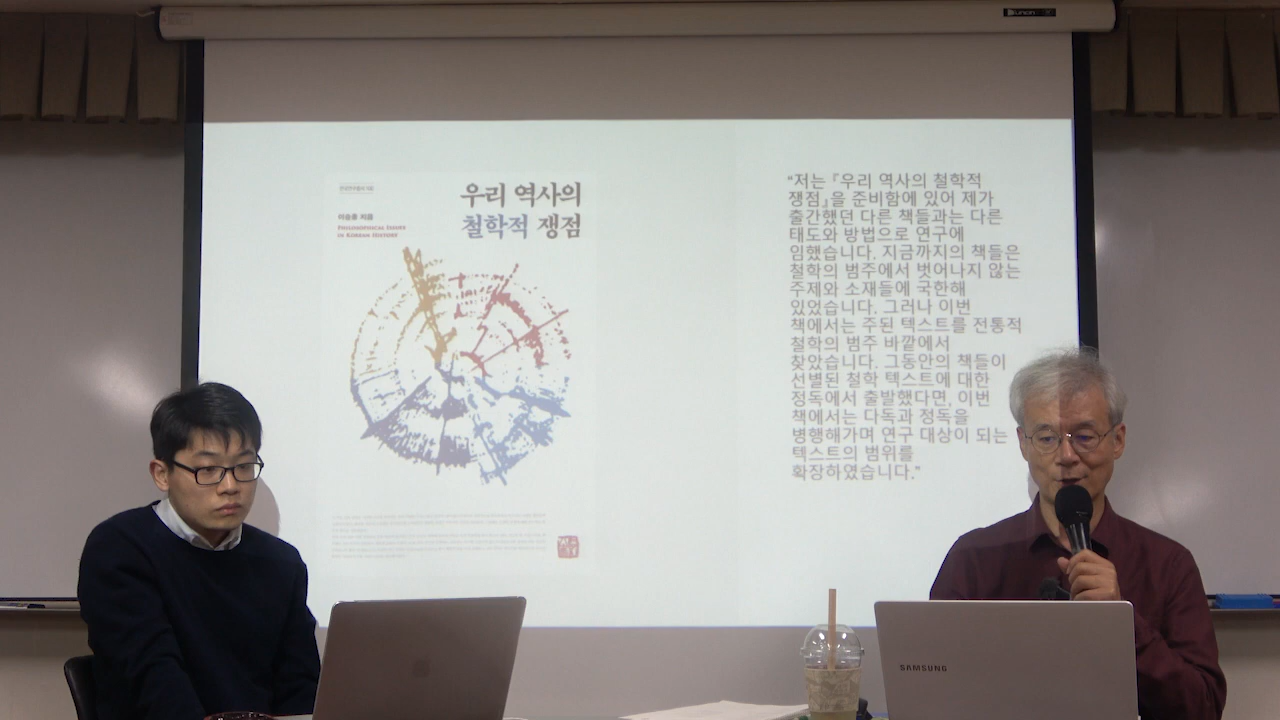 우리 역사의
철학적 쟁점
이승종 지음
Philosophical Issues
in Korean History
“저는 『우리 역사의 철학적
쟁점』을 준비함에 있어 제가
출간했던 다른 책들과는 다른
태도와 방법으로 연구에
임했습니다. 지금까지의 책들은
철학의 범주에서 벗어나지 않는
주제와 소재들에 국한해
있었습니다. 그러나 이번
책에서는 주된 텍스트를 전통적
철학의 범주 바깥에서
찾았습니다. 그동안의 책들이
선별된 철학 텍스트에 대한
정독에서 출발했다면, 이번
책에서는 다독과 정독을
병행해가며 연구 대상이 되는
텍스트의 범위를
확장하였습니다.”
SAMSUNG